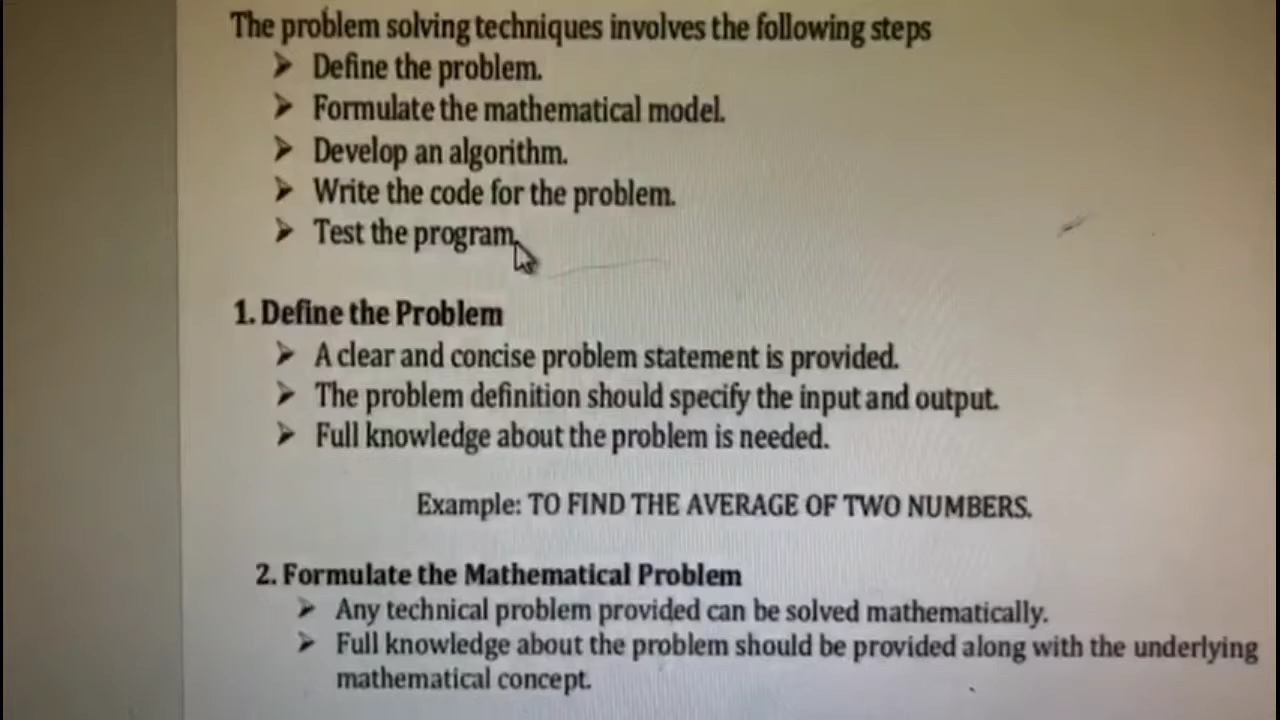 The problem solving techniques involves the following steps
➤ Define the problem.
➤ Formulate the mathematical model.
➤ Develop an algorithm.
➤ Write the code for the problem.
➤ Test the program.
1. Define the Problem
➤ A clear and concise problem statement is provided.
➤ The problem definition should specify the input and output.
➤ Full knowledge about the problem is needed.
Example: TO FIND THE AVERAGE OF TWO NUMBERS.
2. Formulate the Mathematical Problem
➤ Any technical problem provided can be solved mathematically.
➤ Full knowledge about the problem should be provided along with the underlying
mathematical concept.